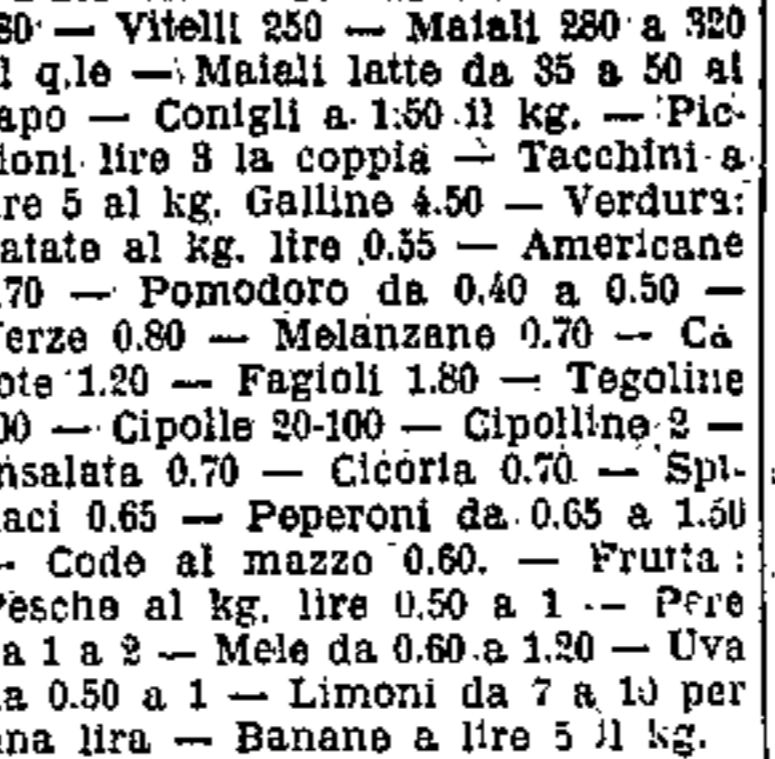 80 — Vitelli 250 — Maiali 280 a 320
l q.le — Maiali latte da 35 a 50 al
apo — Conigli a 1.50 il kg. — Pic-
ioni lire 3 la coppia — Tacchini a
re 5 al kg. Galline 4.50 — Verdura:
atate al kg. lire 0.55 — Americane
70 — Pomodoro da 0.40 a 0.50 —
erze 0.80 — Melanzane 0.70 — Ca
ote 1.20 — Fagioli 1.80 — Tegoline
00 — Cipolle 20-100 — Cipolline 2 —
nsalata 0.70 — Cicoria 0.70 — Spi-
aci 0.65 — Peperoni da 0.65 a 1.50
- Code al mazzo 0.60. — Frutta :
Pesche al kg. lire 0.50 a 1 — Pere
a 1 a 2 — Mele da 0.60 a 1.20 — Uva
a 0.50 a 1 — Limoni da 7 a 10 per
na lira — Banane a lire 5 il kg.